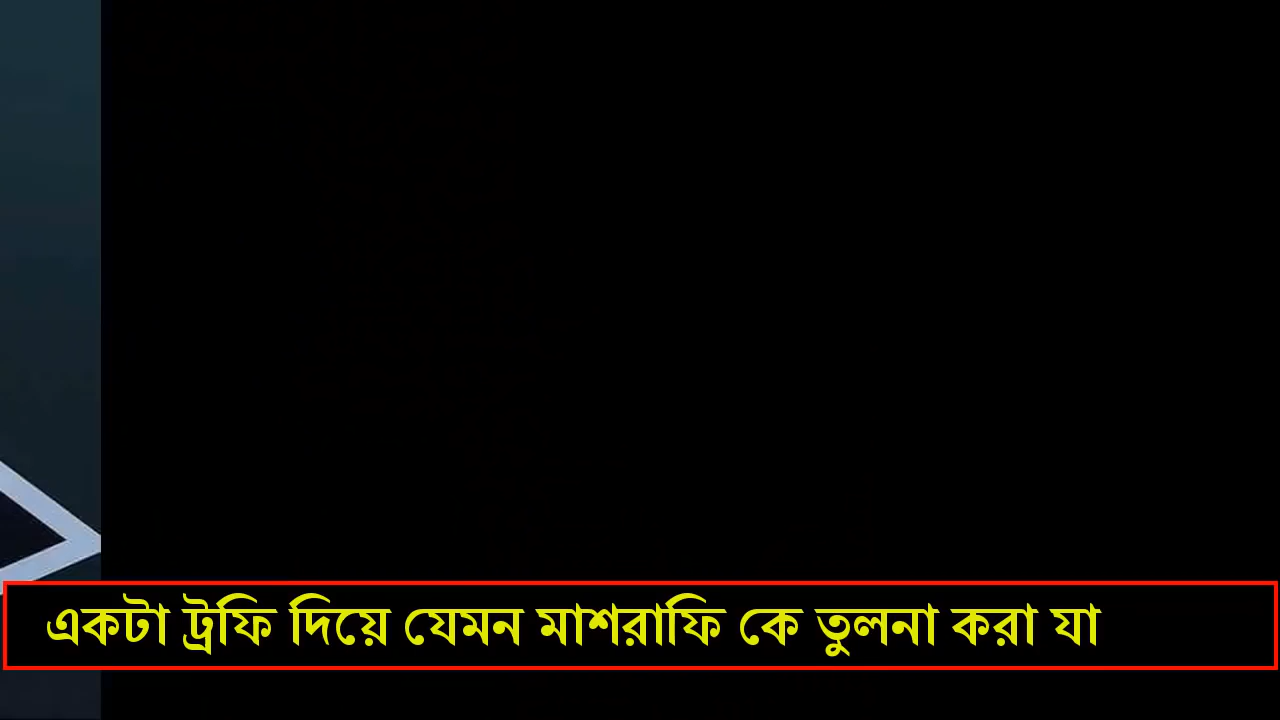 একটা ট্রফি দিয়ে যেমন মাশরাফি কে তুলনা করা যা